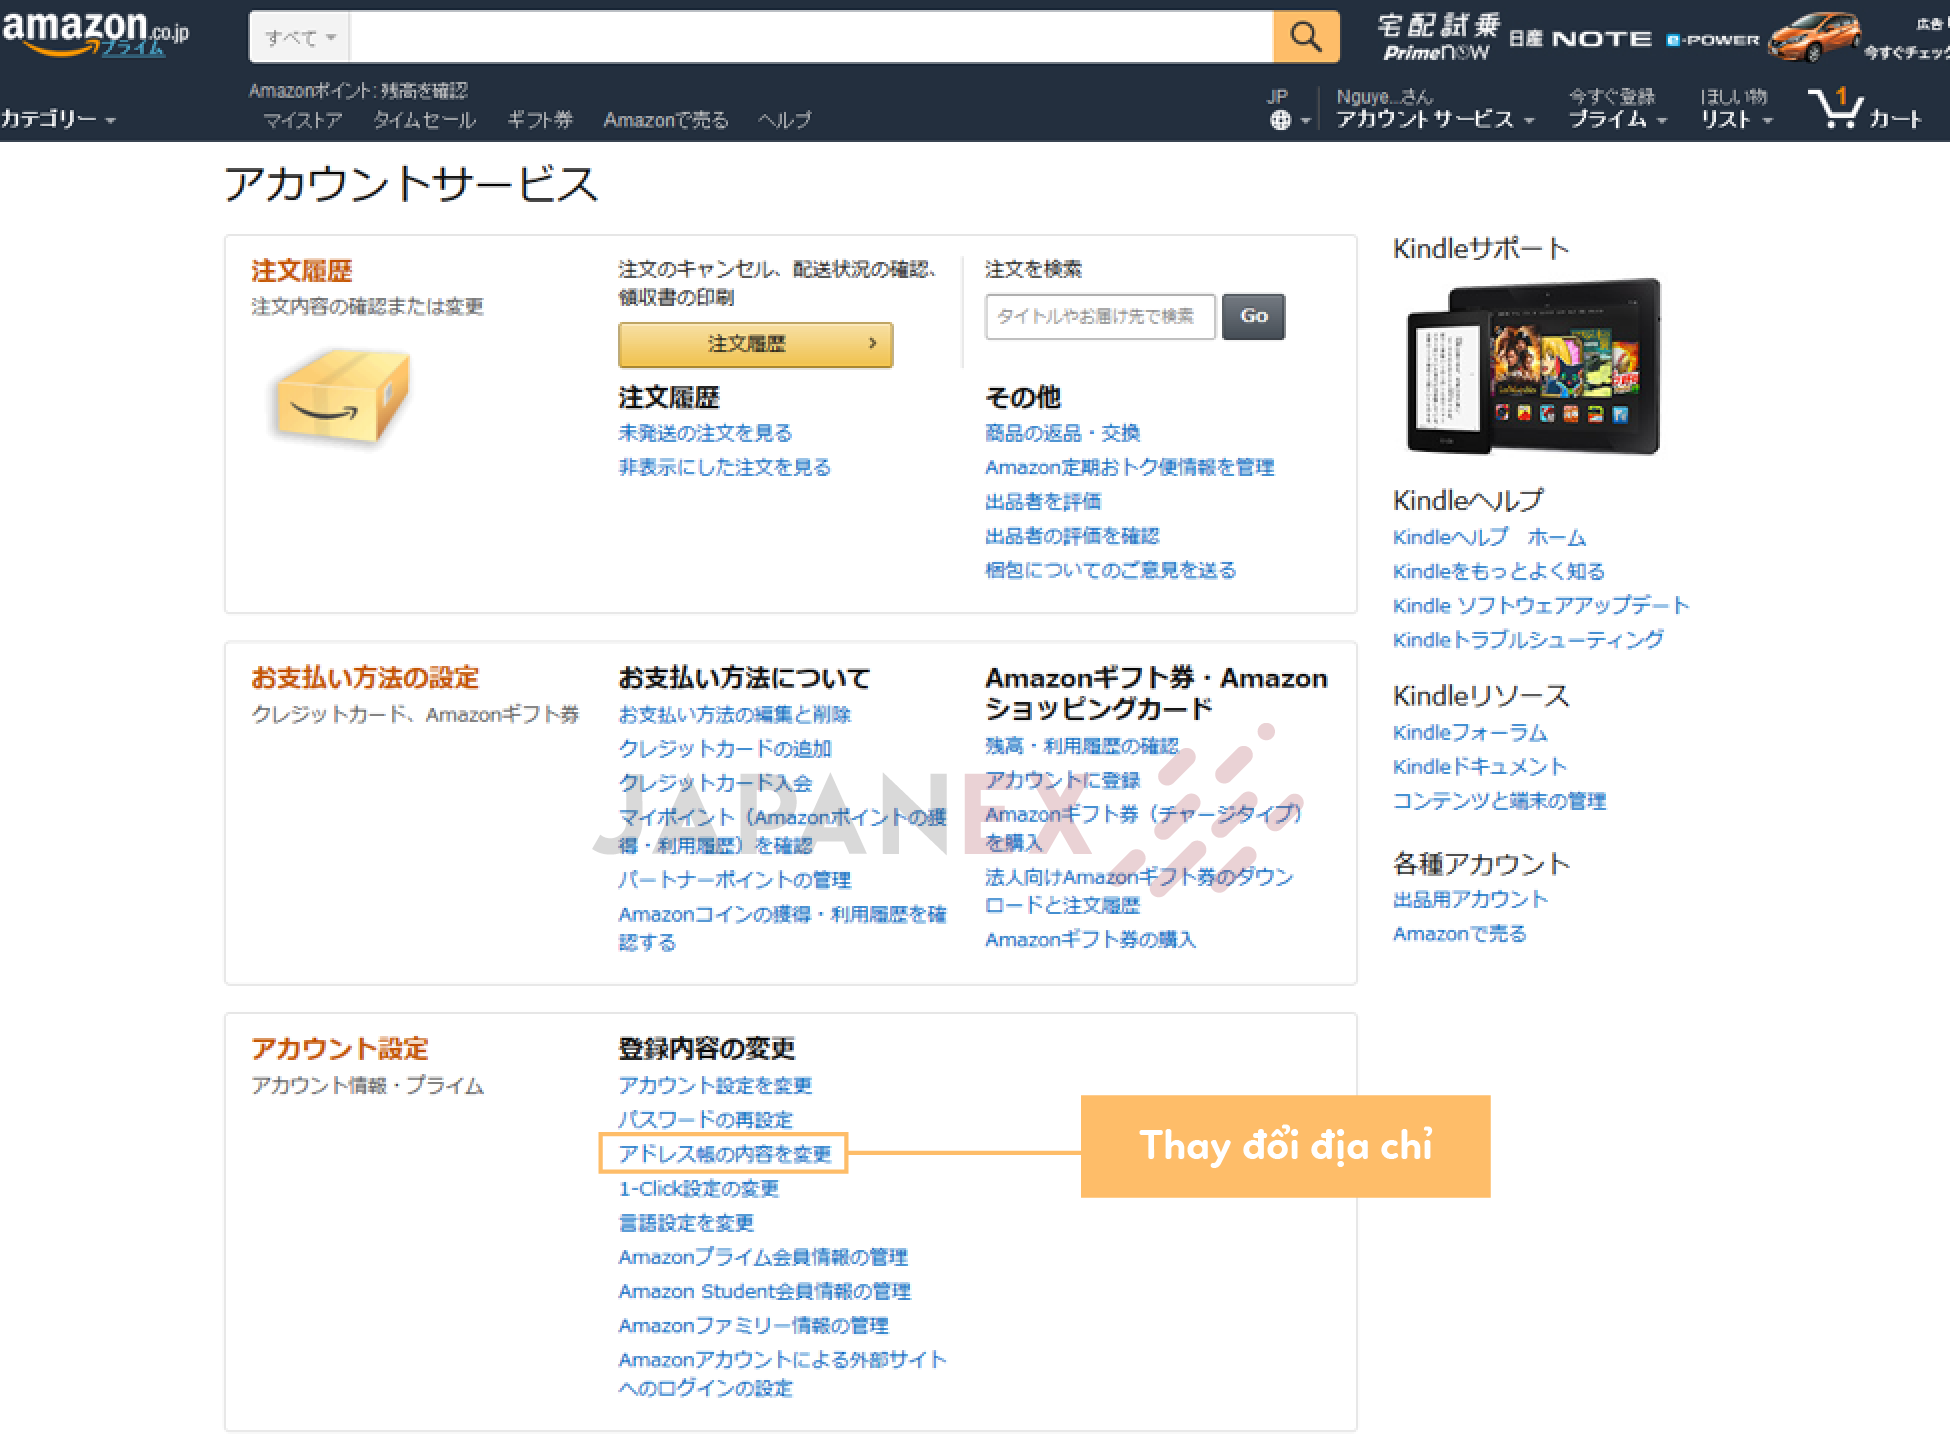 amazon.co.jp
プライム
すべて
宅配試乗
PrimeNOW
日産 NOTE e-POWER
広告
今すぐチェック
Amazonポイント: 残高を確認
カテゴリー
マイストア タイムセール ギフト券 Amazonで売る ヘルプ
JP
Nguye...さん
アカウントサービス
今すぐ登録
プライム
ほしい物
リスト
1
カート
アカウントサービス
注文履歴
注文内容の確認または変更
注文のキャンセル、配送状況の確認、
領収書の印刷
注文履歴
注文履歴
未発送の注文を見る
非表示にした注文を見る
注文を検索
タイトルやお届け先で検索
Go
その他
商品の返品・交換
Amazon定期おトク便情報を管理
出品者を評価
出品者の評価を確認
梱包についてのご意見を送る
お支払い方法の設定
クレジットカード、Amazonギフト券
お支払い方法について
お支払い方法の編集と削除
クレジットカードの追加
クレジットカード入会
マイポイント（Amazonポイントの獲
得・利用履歴）を確認
パートナーポイントの管理
Amazonコインの獲得・利用履歴を確
認する
Amazonギフト券・Amazon
ショッピングカード
残高・利用履歴の確認
アカウントに登録
Amazonギフト券（チャージタイプ）
を購入
法人向けAmazonギフト券のダウン
ロードと注文履歴
Amazonギフト券の購入
JAPANEX
アカウント設定
アカウント情報・プライム
登録内容の変更
アカウント設定を変更
パスワードの再設定
アドレス帳の内容を変更
1-Click設定の変更
言語設定を変更
Amazonプライム会員情報の管理
Amazon Student会員情報の管理
Amazonファミリー情報の管理
Amazonアカウントによる外部サイト
へのログインの設定
Thay đổi địa chỉ
Kindleサポート
Kindleヘルプ
Kindleヘルプ　ホーム
Kindleをもっとよく知る
Kindle ソフトウェアアップデート
Kindleトラブルシューティング
Kindleリソース
Kindleフォーラム
Kindleドキュメント
コンテンツと端末の管理
各種アカウント
出品用アカウント
Amazonで売る